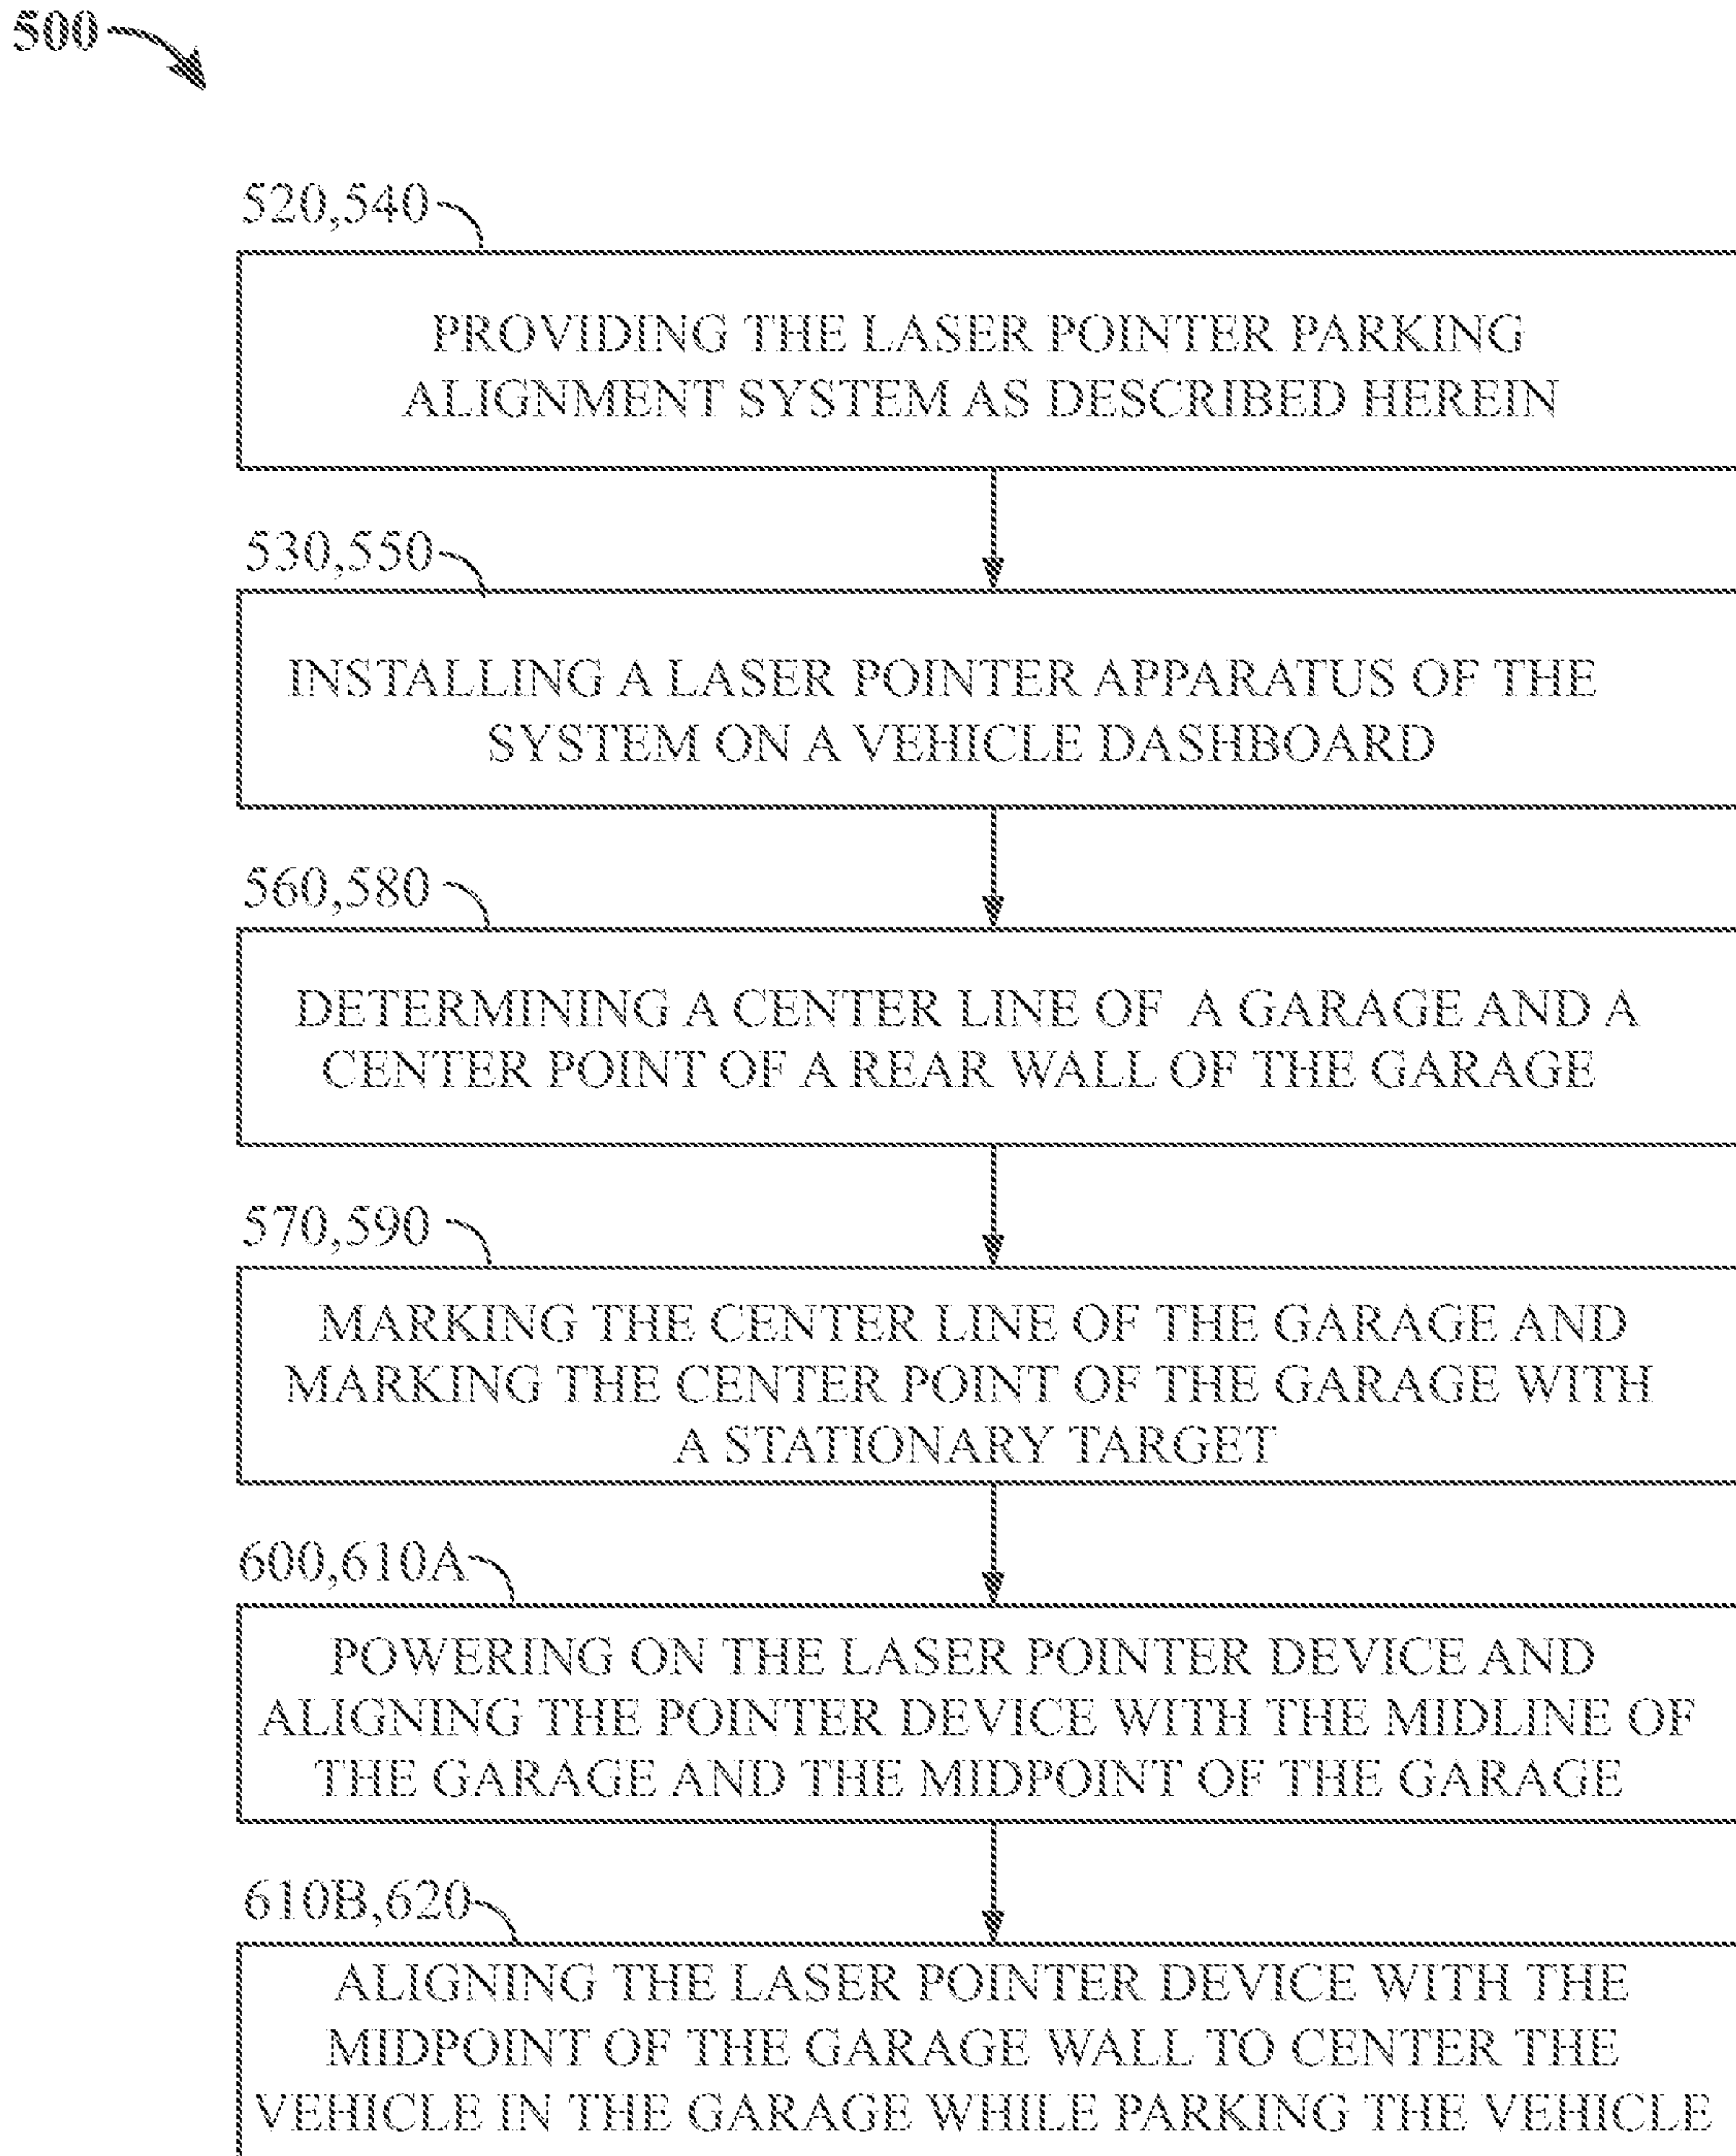 500
520,540
PROVIDING THE LASER POINTER PARKING
ALIGNMENT SYSTEM AS DESCRIBED HEREIN
530,550
INSTALLING A LASER POINTER APPARATUS OF THE
SYSTEM ON A VEHICLE DASHBOARD
560,580
DETERMINING A CENTER LINE OF A GARAGE AND A
CENTER POINT OF A REAR WALL OF THE GARAGE
570,590
MARKING THE CENTER LINE OF THE GARAGE AND
MARKING THE CENTER POINT OF THE GARAGE WITH
A STATIONARY TARGET
600,610A
POWERING ON THE LASER POINTER DEVICE AND
ALIGNING THE POINTER DEVICE WITH THE MIDLINE OF
THE GARAGE AND THE MIDPOINT OF THE GARAGE
610B,620
ALIGNING THE LASER POINTER DEVICE WITH THE
MIDPOINT OF THE GARAGE WALL TO CENTER THE
VEHICLE IN THE GARAGE WHILE PARKING THE VEHICLE